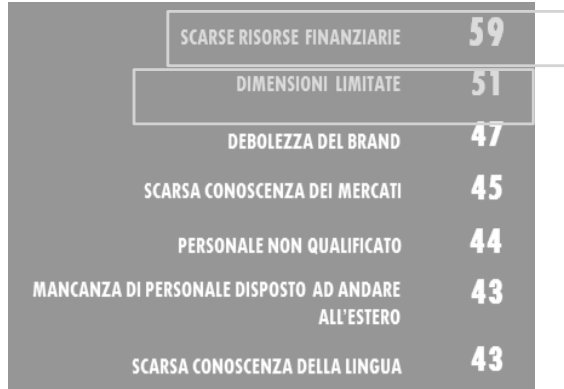 SCARSE RISORSE FINANZIARIE 59
DIMENSIONI LIMITATE 51
DEBOLEZZA DEL BRAND 47
SCARSA CONOSCENZA DEI MERCATI 45
PERSONALE NON QUALIFICATO 44
MANCANZA DI PERSONALE DISPOSTO AD ANDARE 43
ALL'ESTERO
SCARSA CONOSCENZA DELLA LINGUA 43